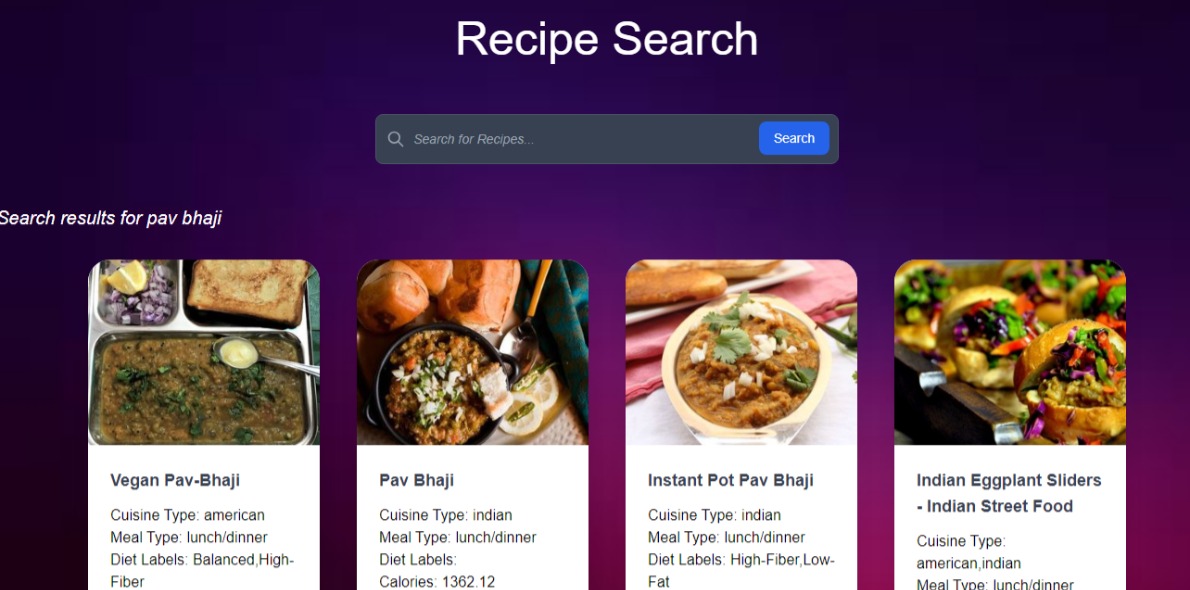 Recipe Search
Search for Recipes...
Search
Search results for pav bhaji
Vegan Pav-Bhaji
Cuisine Type: american
Meal Type: lunch/dinner
Diet Labels: Balanced,High-
Fiber
Pav Bhaji
Cuisine Type: indian
Meal Type: lunch/dinner
Diet Labels:
Calories: 1362.12
Instant Pot Pav Bhaji
Cuisine Type: indian
Meal Type: lunch/dinner
Diet Labels: High-Fiber,Low-
Fat
Indian Eggplant Sliders
- Indian Street Food
Cuisine Type:
american,indian
Meal Type: lunch/dinner